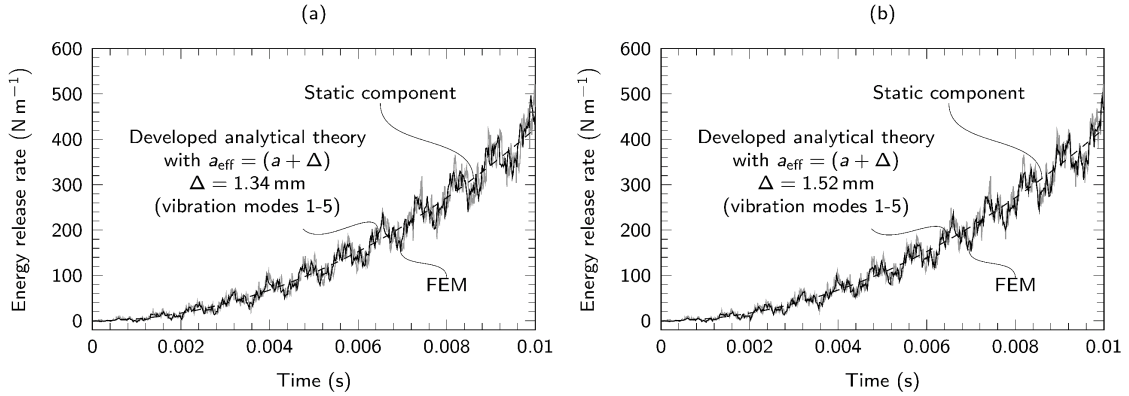 (a)
Energy release rate (N m⁻¹)
600
500
400
300
200
100
0
Static component
Developed analytical theory
with a_eff = (a + Δ)
Δ = 1.34 mm
(vibration modes 1-5)
FEM
0 0.002 0.004 0.006 0.008 0.01
Time (s)
(b)
Energy release rate (N m⁻¹)
600
500
400
300
200
100
0
Static component
Developed analytical theory
with a_eff = (a + Δ)
Δ = 1.52 mm
(vibration modes 1-5)
FEM
0 0.002 0.004 0.006 0.008 0.01
Time (s)